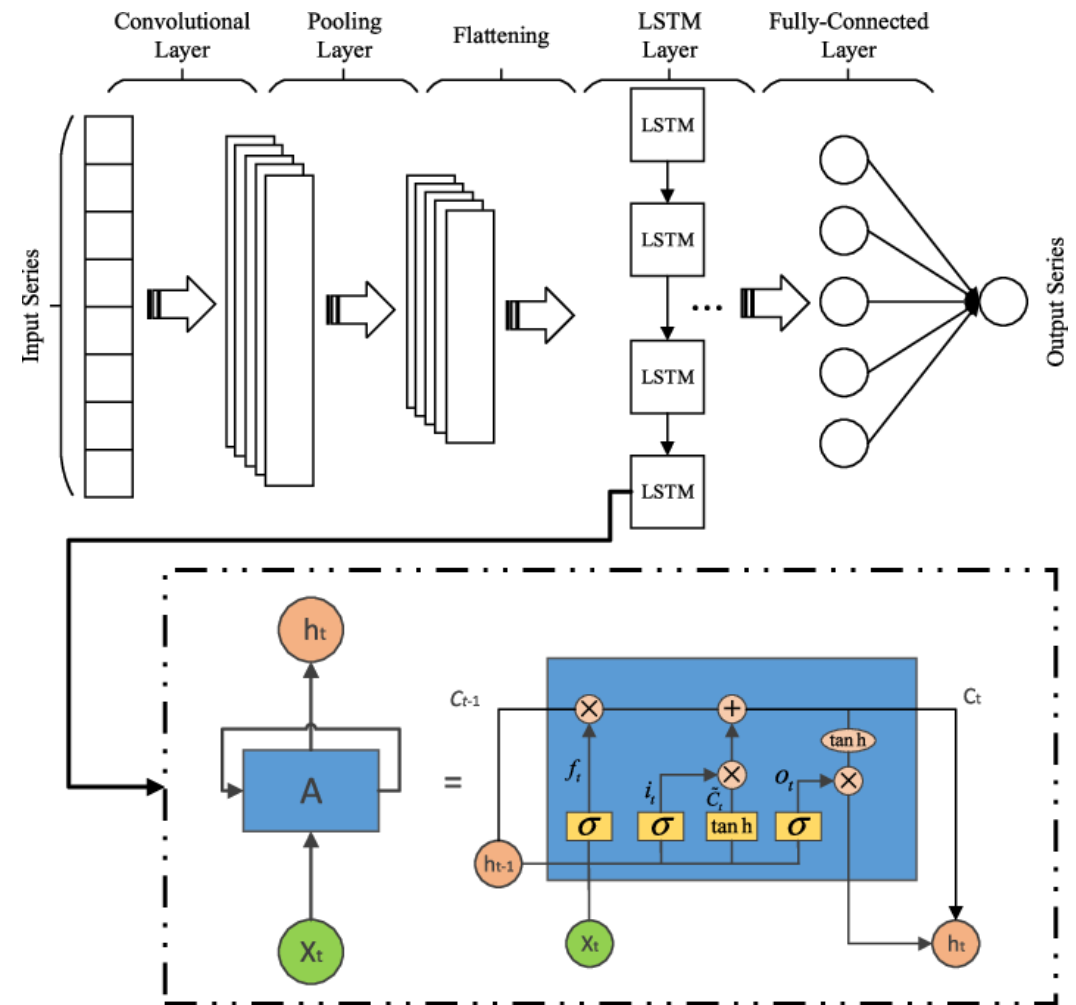 Convolutional
Layer
Pooling
Layer
Flattening
LSTM
Layer
Fully-Connected
Layer
Input Series
LSTM
LSTM
...
LSTM
LSTM
Output Series
hₜ
A
Xₜ
=
Cₜ₋₁
Cₜ
×
+
tan h
fₜ
iₜ
×
C̃ₜ
oₜ
×
σ
σ
tan h
σ
hₜ₋₁
Xₜ
hₜ